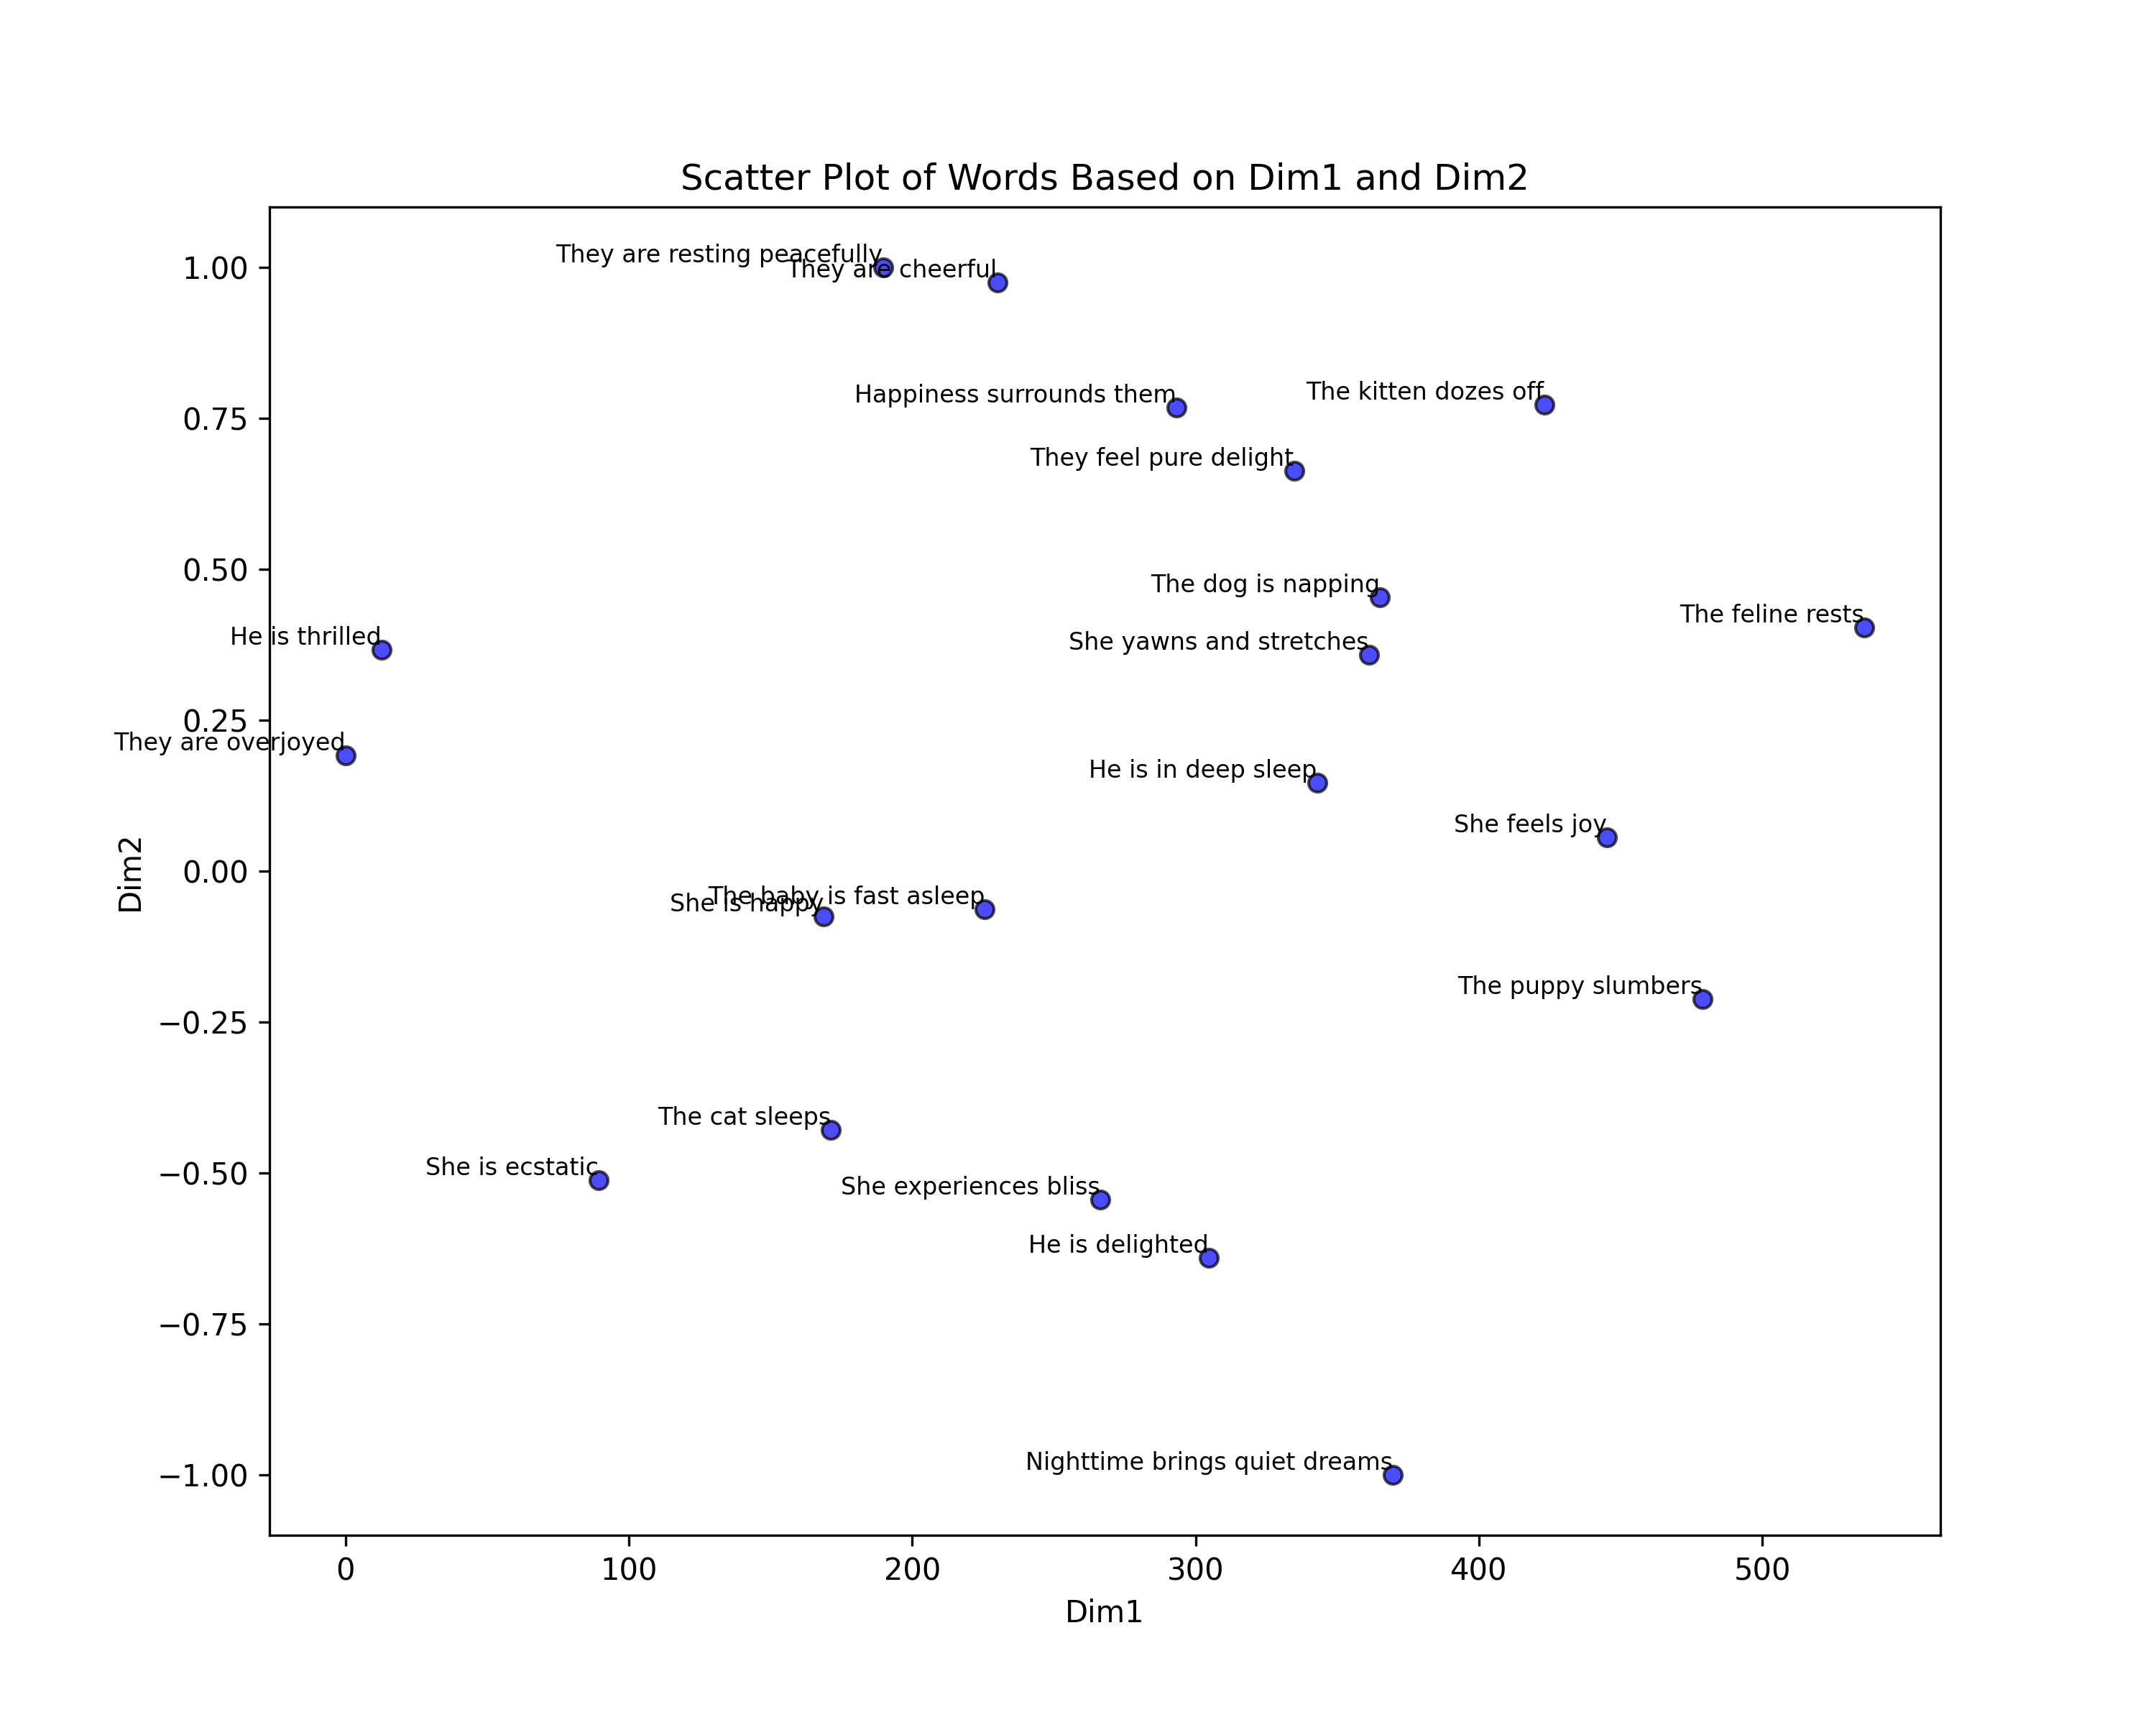 Scatter Plot of Words Based on Dim1 and Dim2
They are resting peacefully
They are cheerful
1.00
Happiness surrounds them
The kitten dozes off
0.75
They feel pure delight
0.50
The dog is napping
The feline rests
He is thrilled
She yawns and stretches
0.25
They are overjoyed
He is in deep sleep
She feels joy
0.00
Dim2
The baby is fast asleep
She is happy
The puppy slumbers
−0.25
The cat sleeps
She is ecstatic
−0.50
She experiences bliss
He is delighted
−0.75
Nighttime brings quiet dreams
−1.00
0 100 200 300 400 500
Dim1